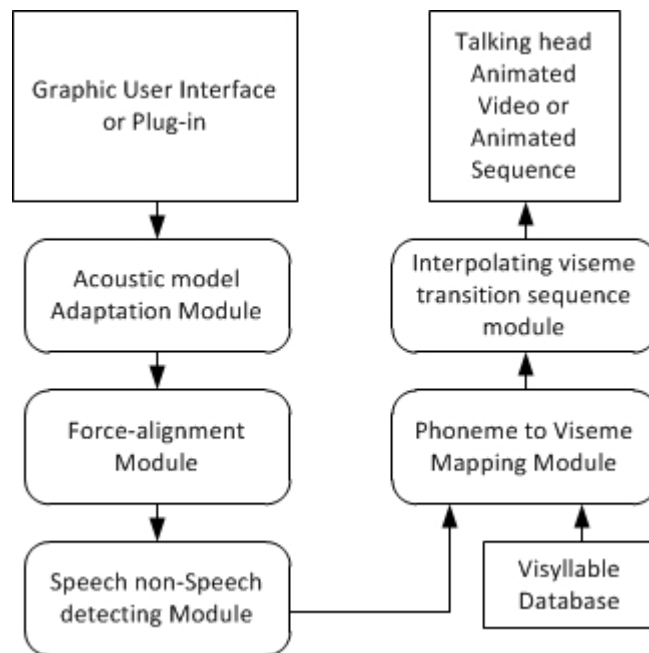 Graphic User Interface
or Plug-in
Acoustic model
Adaptation Module
Force-alignment
Module
Speech non-Speech
detecting Module
Talking head
Animated
Video or
Animated
Sequence
Interpolating viseme
transition sequence
module
Phoneme to Viseme
Mapping Module
Visyllable
Database